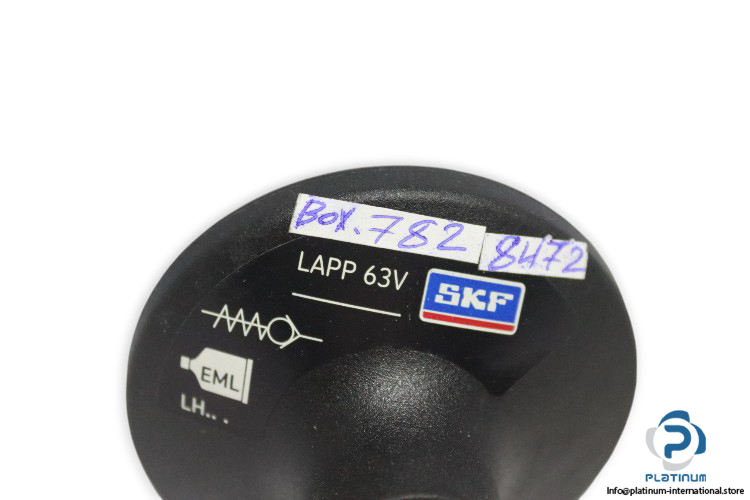 BOX.782
8472
LAPP 63V
SKF
EML
LH.. .
PLATINUM
Info@platinum-international.store